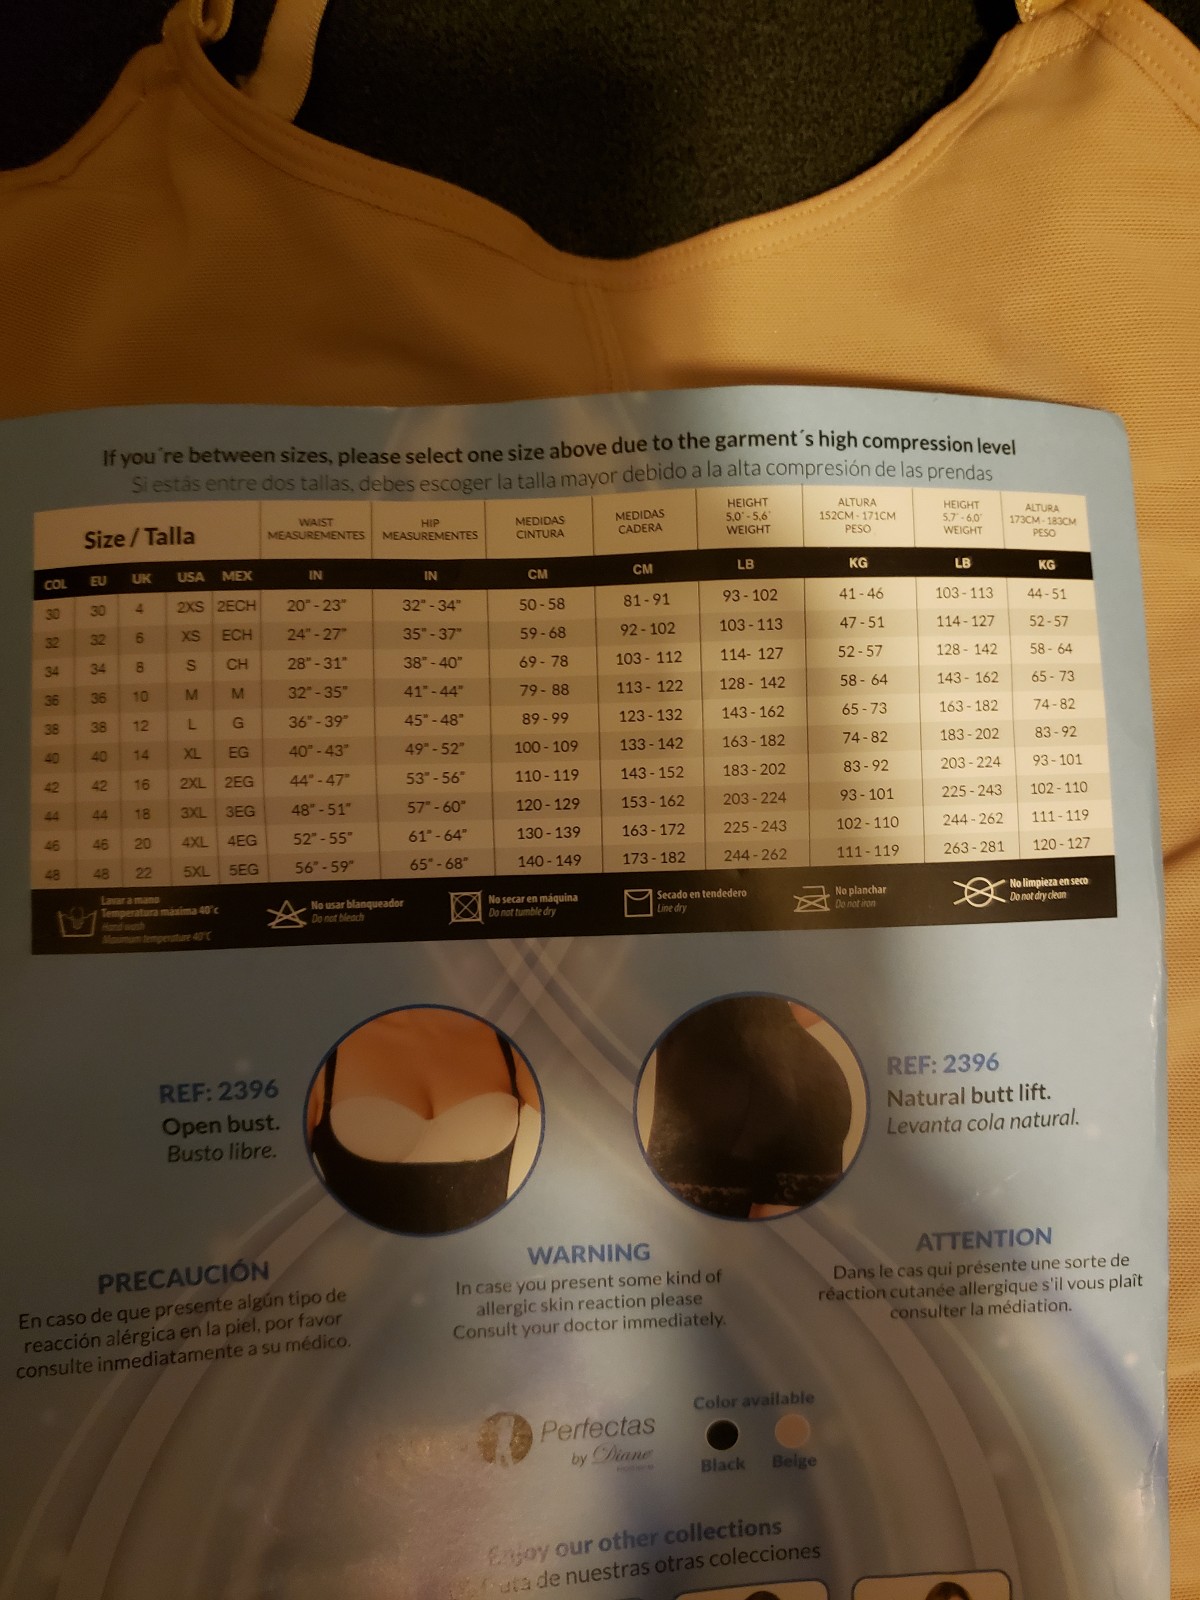 If you´re between sizes, please select one size above due to the garment´s high compression level
Si estás entre dos tallas, debes escoger la talla mayor debido a la alta compresión de las prendas
Size / Talla WAIST MEASUREMENTES HIP MEASUREMENTES MEDIDAS CINTURA MEDIDAS CADERA HEIGHT 5,0" - 5,6" WEIGHT ALTURA 152CM - 171CM PESO HEIGHT 5,7" - 6,0" WEIGHT ALTURA 173CM - 183CM PESO
COL EU UK USA MEX IN IN CM CM LB KG LB KG
30 30 4 2XS 2ECH 20" - 23" 32" - 34" 50 - 58 81 - 91 93 - 102 41 - 46 103 - 113 44 - 51
32 32 6 XS ECH 24" - 27" 35" - 37" 59 - 68 92 - 102 103 - 113 47 - 51 114 - 127 52 - 57
34 34 8 S CH 28" - 31" 38" - 40" 69 - 78 103 - 112 114- 127 52 - 57 128 - 142 58 - 64
36 36 10 M M 32" - 35" 41" - 44" 79 - 88 113 - 122 128 - 142 58 - 64 143 - 162 65 - 73
38 38 12 L G 36" - 39" 45" - 48" 89 - 99 123 - 132 143 - 162 65 - 73 163 - 182 74 - 82
40 40 14 XL EG 40" - 43" 49" - 52" 100 - 109 133 - 142 163 - 182 74 - 82 183 - 202 83 - 92
42 42 16 2XL 2EG 44" - 47" 53" - 56" 110 - 119 143 - 152 183 - 202 83 - 92 203 - 224 93 - 101
44 44 18 3XL 3EG 48" - 51" 57" - 60" 120 - 129 153 - 162 203 - 224 93 - 101 225 - 243 102 - 110
46 46 20 4XL 4EG 52" - 55" 61" - 64" 130 - 139 163 - 172 225 - 243 102 - 110 244 - 262 111 - 119
48 48 22 5XL 5EG 56" - 59" 65" - 68" 140 - 149 173 - 182 244 - 262 111 - 119 263 - 281 120 - 127
Lavar a mano
Temperatura máxima 40°c
Hand wash
Maximum temperature 40°C
No usar blanqueador
Do not bleach
No secar en máquina
Do not tumble dry
Secado en tendedero
Line dry
No planchar
Do not iron
No limpieza en seco
Do not dry clean
REF: 2396
Open bust.
Busto libre.
REF: 2396
Natural butt lift.
Levanta cola natural.
PRECAUCIÓN
En caso de que presente algún tipo de
reacción alérgica en la piel, por favor
consulte inmediatamente a su médico.
WARNING
In case you present some kind of
allergic skin reaction please
Consult your doctor immediately.
ATTENTION
Dans le cas qui présente une sorte de
réaction cutanée allergique s'il vous plaît
consulter la médiation.
Perfectas
by Diane
Color available
Black Beige
Enjoy our other collections
de nuestras otras colecciones